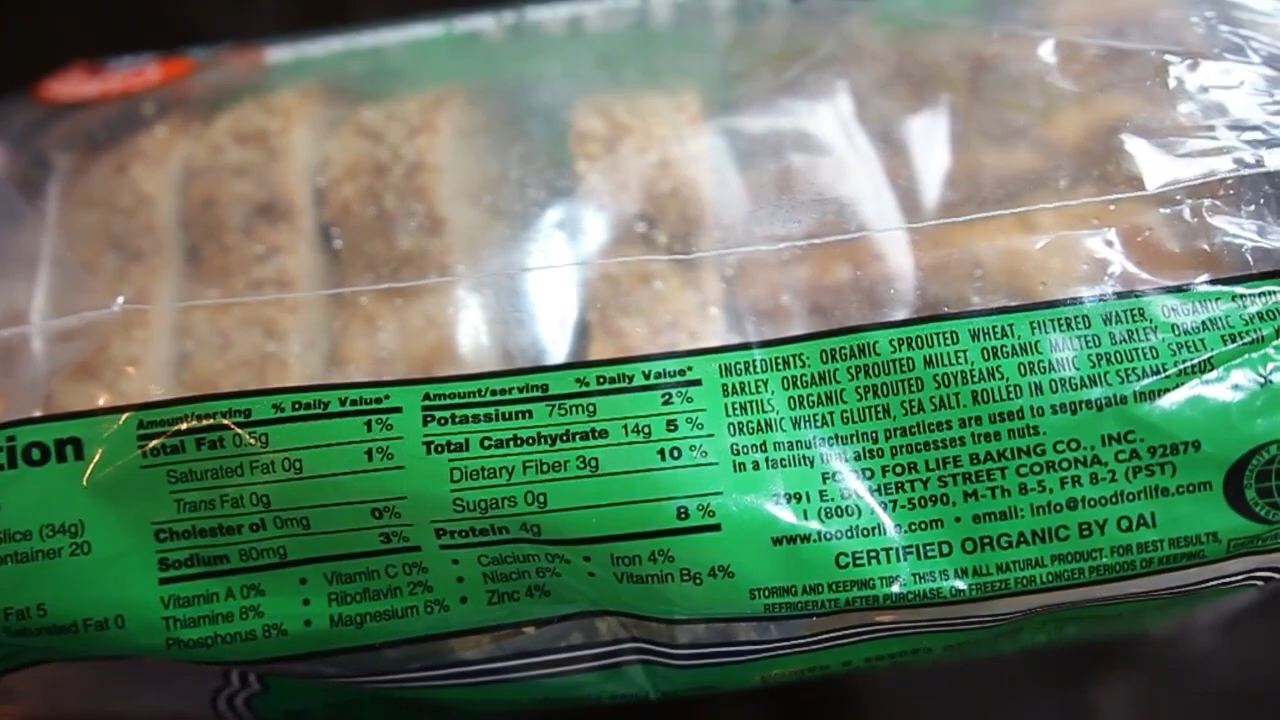 tion
Slice (34g)
ontainer 20
Fat 5
Saturated Fat 0
Amount/serving % Daily Value*
Total Fat 0.5g 1%
Saturated Fat 0g 1%
Trans Fat 0g
Cholesterol 0mg 0%
Sodium 80mg 3%
Amount/serving % Daily Value*
Potassium 75mg 2%
Total Carbohydrate 14g 5 %
Dietary Fiber 3g 10 %
Sugars 0g
Protein 4g 8 %
Vitamin A 0% • Vitamin C 0% • Calcium 0% • Iron 4%
Thiamine 8% • Riboflavin 2% • Niacin 6% • Vitamin B6 4%
Phosphorus 8% • Magnesium 6% • Zinc 4%
INGREDIENTS: ORGANIC SPROUTED WHEAT, FILTERED WATER, ORGANIC SPROU
BARLEY, ORGANIC SPROUTED MILLET, ORGANIC MALTED BARLEY, ORGANIC SPROU
LENTILS, ORGANIC SPROUTED SOYBEANS, ORGANIC SPROUTED SPELT, FRESH
ORGANIC WHEAT GLUTEN, SEA SALT. ROLLED IN ORGANIC SESAME SEEDS
Good manufacturing practices are used to segregate ingr
in a facility that also processes tree nuts.
FOOD FOR LIFE BAKING CO., INC.
2991 E. DOHERTY STREET CORONA, CA 92879
1 (800) 97-5090, M-Th 8-5, FR 8-2 (PST)
www.foodforlife.com • email: info@foodforlife.com
CERTIFIED ORGANIC BY QAI
STORING AND KEEPING TIPS: THIS IS AN ALL NATURAL PRODUCT. FOR BEST RESULTS,
REFRIGERATE AFTER PURCHASE, OR FREEZE FOR LONGER PERIODS OF KEEPING.